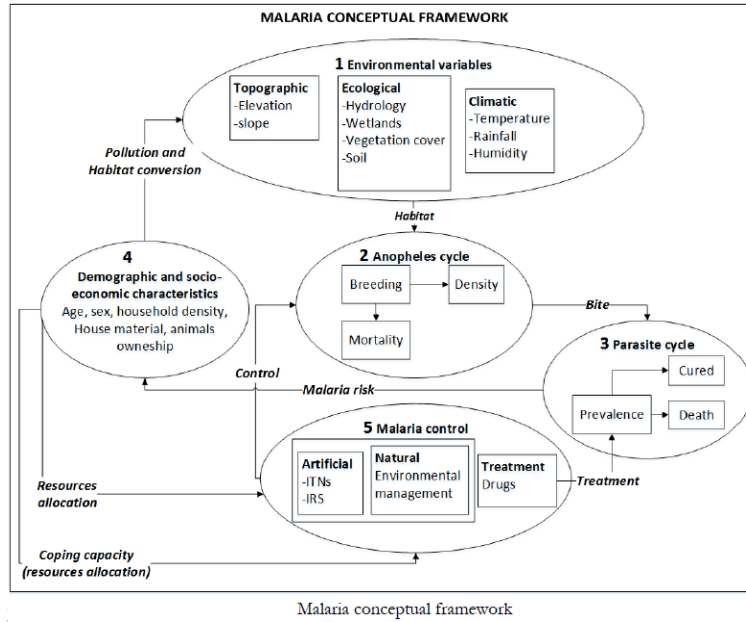 MALARIA CONCEPTUAL FRAMEWORK
1 Environmental variables
Topographic
-Elevation
-slope
Ecological
-Hydrology
-Wetlands
-Vegetation cover
-Soil
Climatic
-Temperature
-Rainfall
-Humidity
Pollution and
Habitat conversion
Habitat
4
Demographic and socio-
economic characteristics
Age, sex, household density,
House material, animals
owneship
2 Anopheles cycle
Breeding
Density
Mortality
Bite
3 Parasite cycle
Cured
Prevalence
Death
Control
Malaria risk
5 Malaria control
Artificial
-ITNs
-IRS
Natural
Environmental
management
Treatment
Drugs
Treatment
Resources
allocation
Coping capacity
(resources allocation)
Malaria conceptual framework